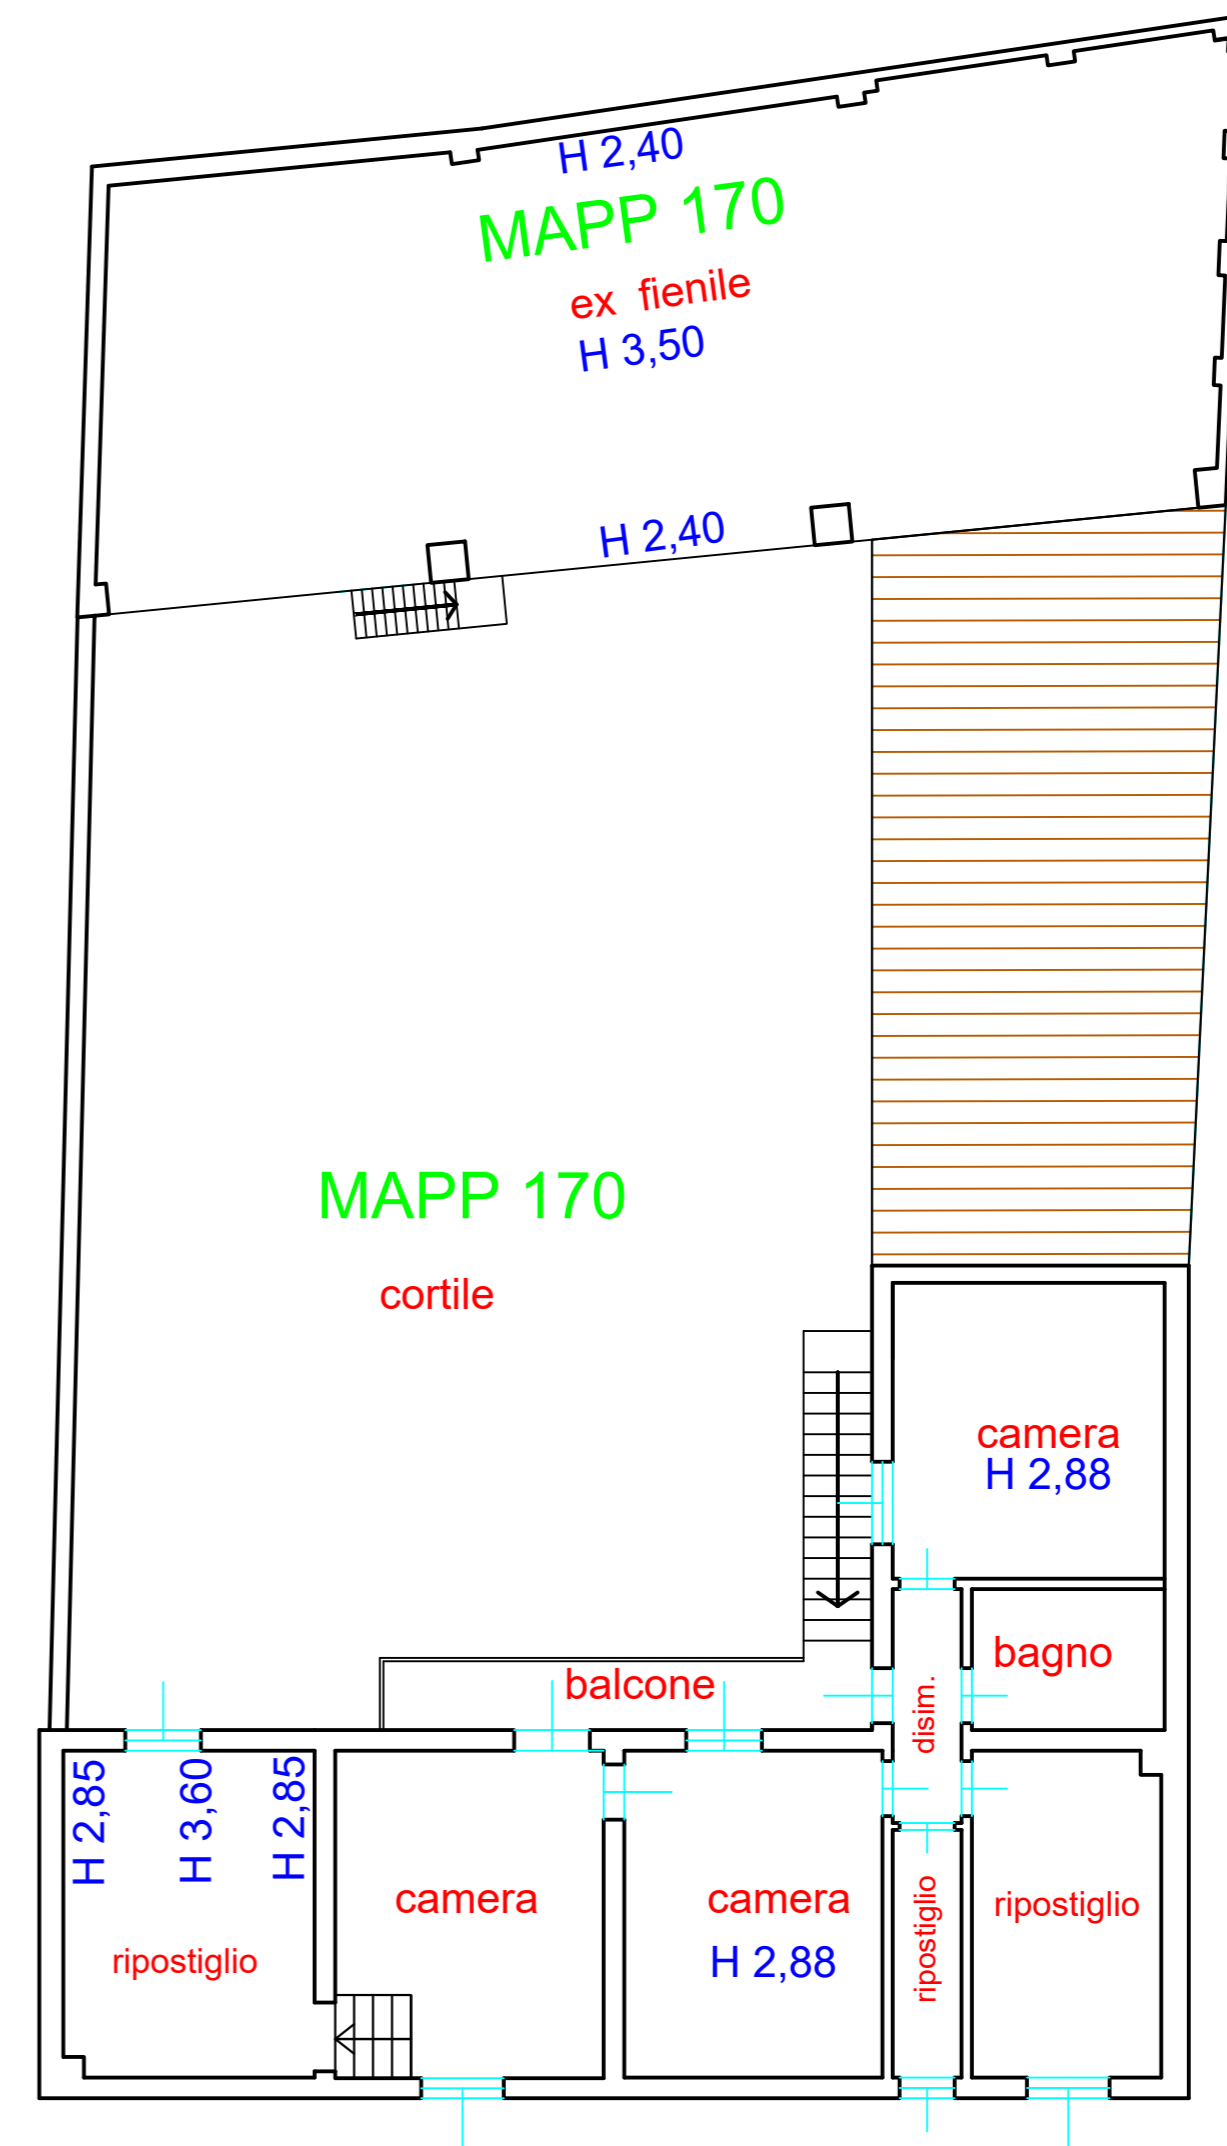 H 2,40
MAPP 170
ex fienile
H 3,50
H 2,40
MAPP 170
cortile
camera
H 2,88
bagno
disim.
balcone
H 2,85
H 3,60
H 2,85
ripostiglio
camera
camera
H 2,88
ripostiglio
ripostiglio